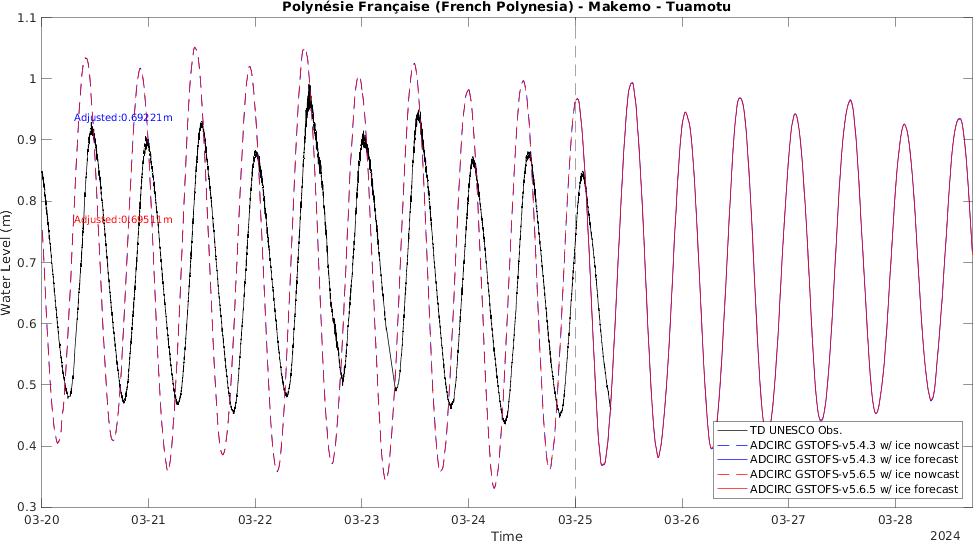 Polynésie Française (French Polynesia) - Makemo - Tuamotu
1.1
1
0.9
0.8
0.7
0.6
0.5
0.4
0.3
Water Level (m)
Adjusted:0.69221m
Adjusted:0.69511m
TD UNESCO Obs.
ADCIRC GSTOFS-v5.4.3 w/ ice nowcast
ADCIRC GSTOFS-v5.4.3 w/ ice forecast
ADCIRC GSTOFS-v5.6.5 w/ ice nowcast
ADCIRC GSTOFS-v5.6.5 w/ ice forecast
03-20 03-21 03-22 03-23 03-24 03-25 03-26 03-27 03-28
Time
2024